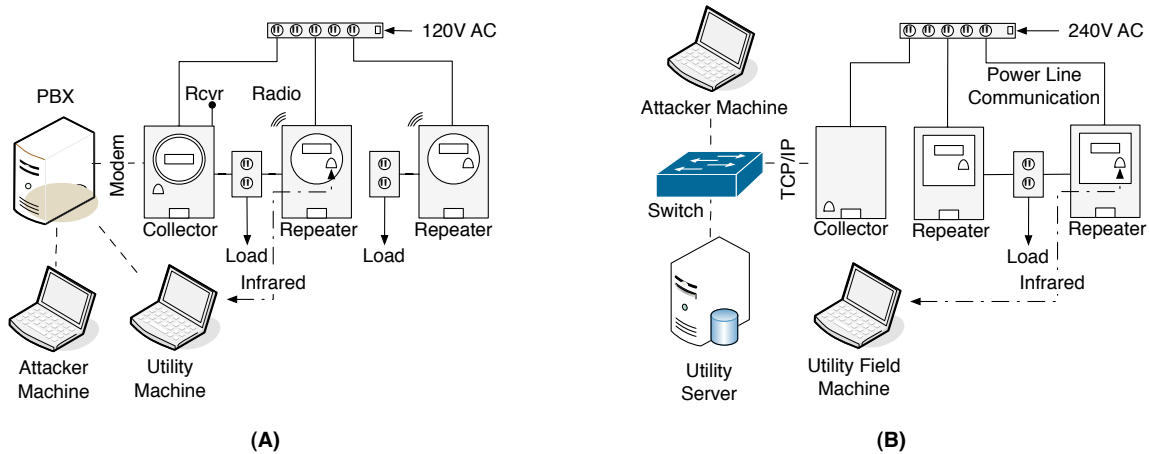 120V AC
PBX
Rcvr
Radio
Modem
Collector
Repeater
Repeater
Load
Load
Infrared
Attacker
Machine
Utility
Machine
(A)
240V AC
Attacker Machine
Power Line
Communication
TCP/IP
Switch
Collector
Repeater
Repeater
Load
Infrared
Utility
Server
Utility Field
Machine
(B)